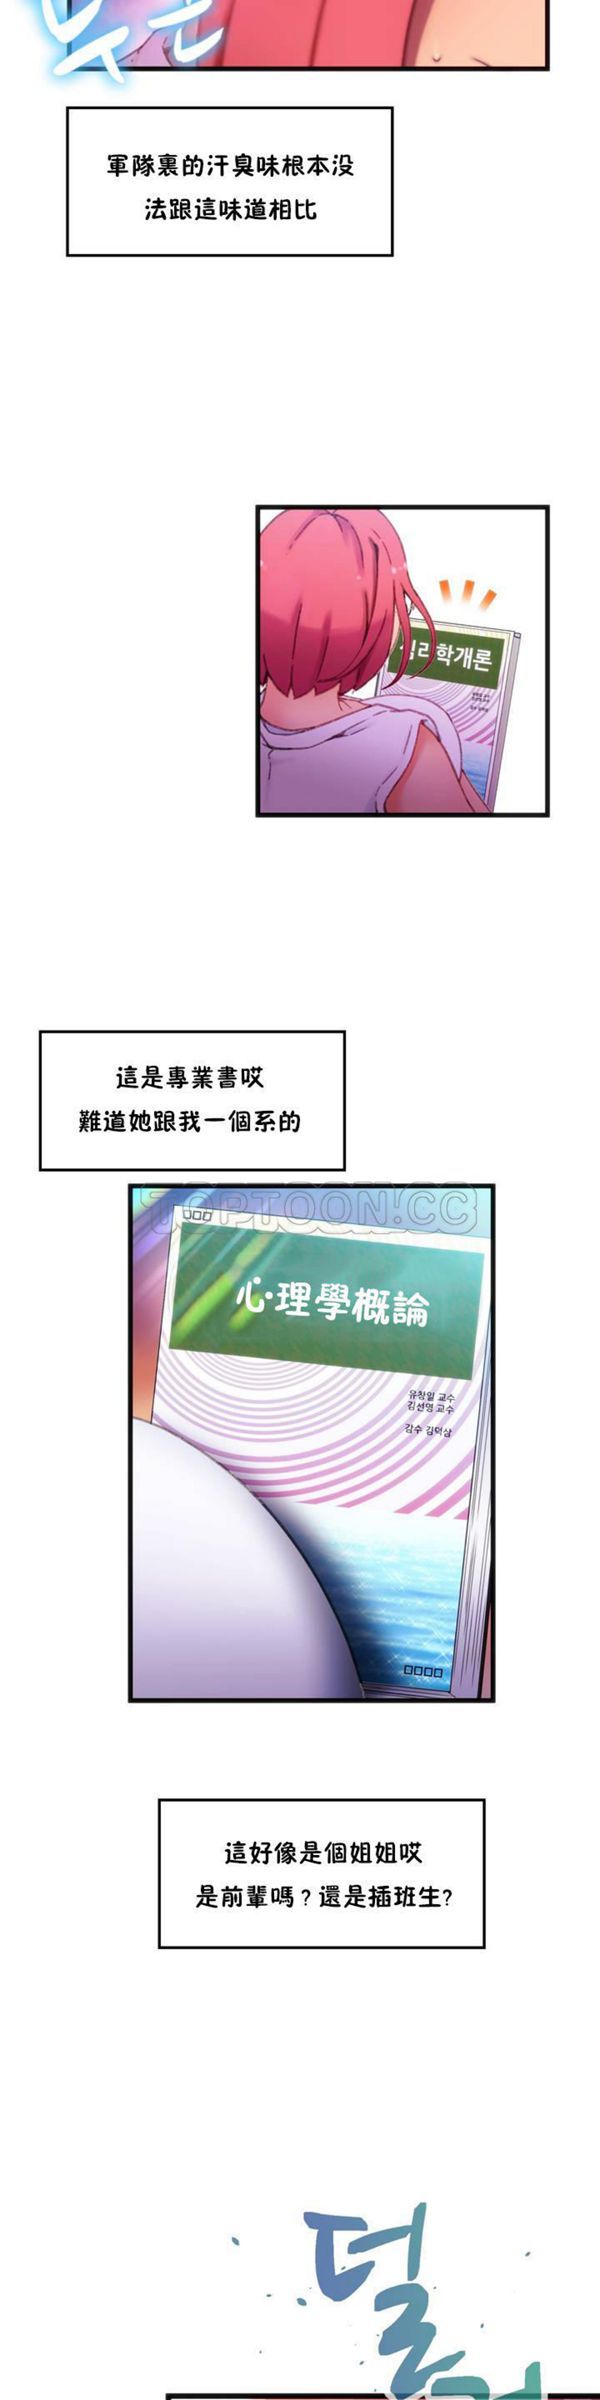 軍隊裏的汗臭味根本没
法跟這味道相比
심리학개론
這是專業書哎
難道她跟我一個系的
TOPTOON.CC
心理學概論
유창일 교수
김선영 교수
감수 김덕삼
這好像是個姐姐哎
是前輩嗎？還是插班生?
덜